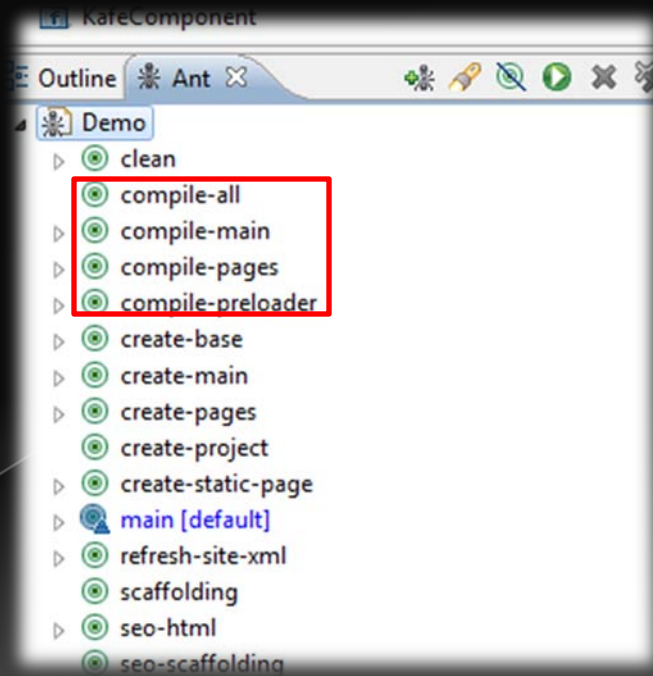 KafeComponent
Outline Ant
Demo
clean
compile-all
compile-main
compile-pages
compile-preloader
create-base
create-main
create-pages
create-project
create-static-page
main [default]
refresh-site-xml
scaffolding
seo-html
seo-scaffolding